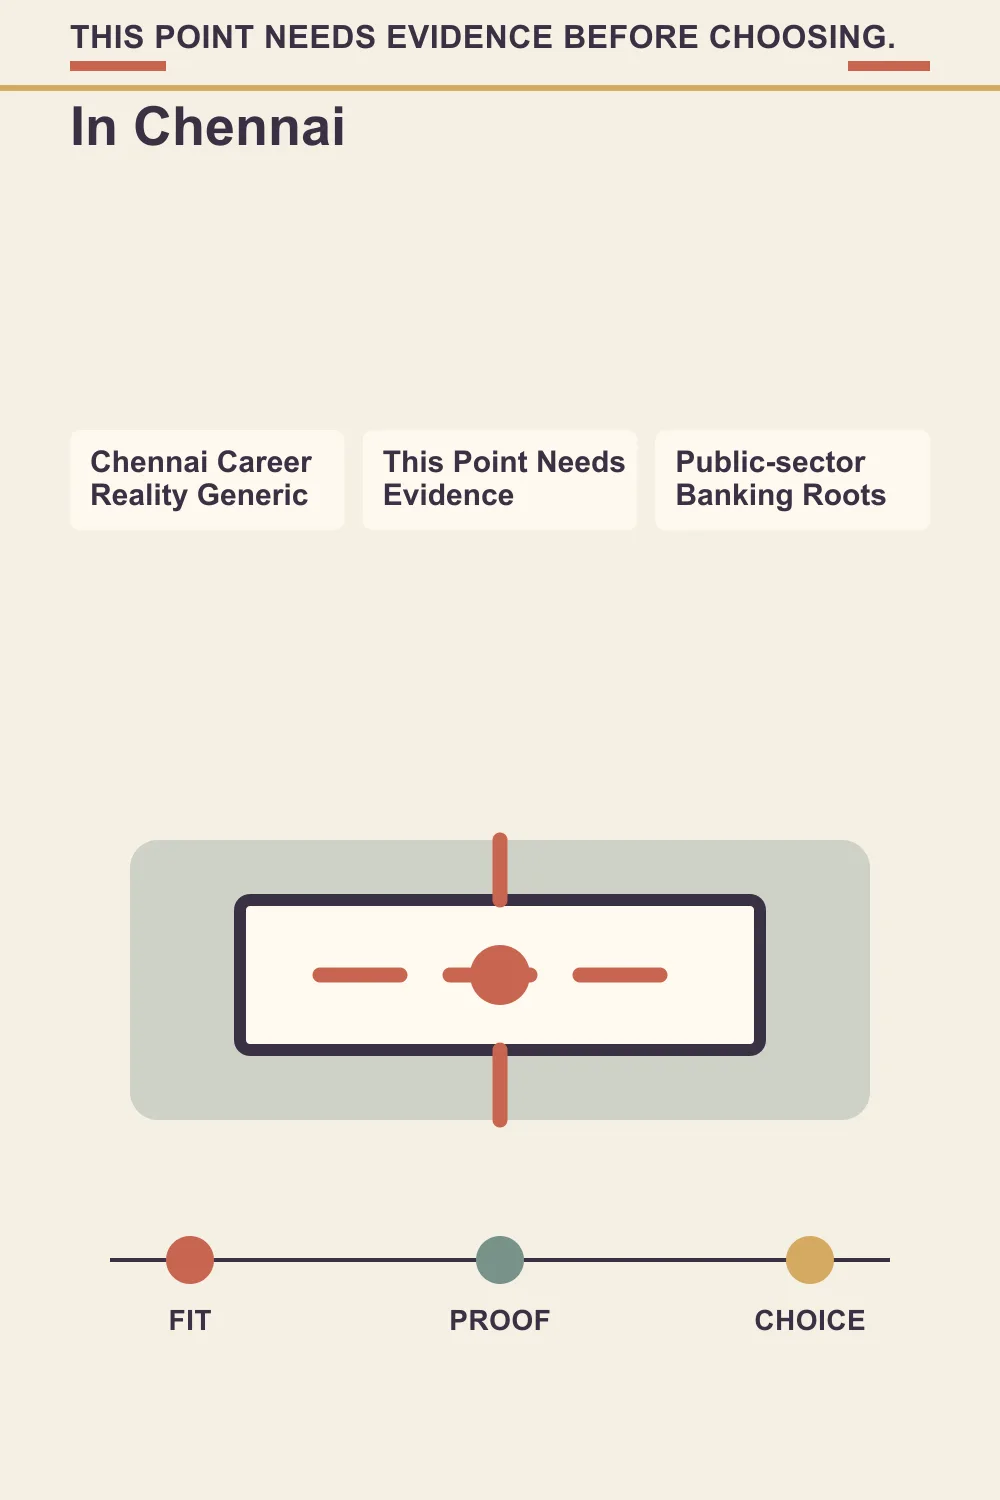 THIS POINT NEEDS EVIDENCE BEFORE CHOOSING.
In Chennai
Chennai Career
Reality Generic
This Point Needs
Evidence
Public-sector
Banking Roots
FIT
PROOF
CHOICE